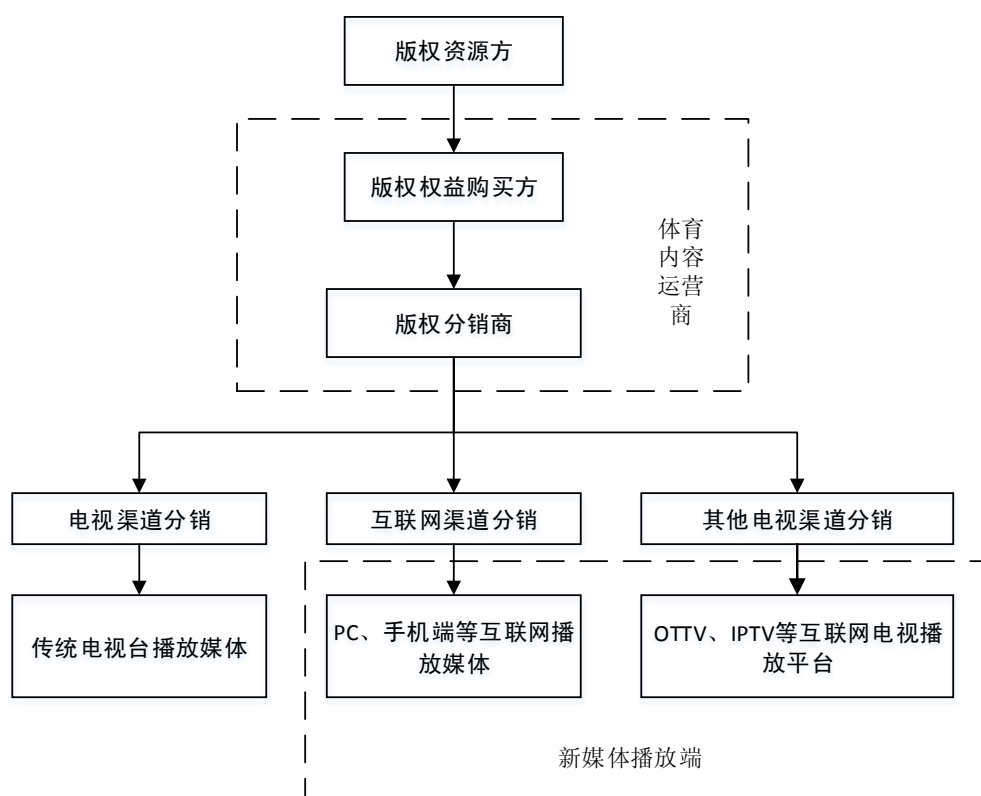 版权资源方
版权权益购买方
体育
内容
运营
商
版权分销商
电视渠道分销
互联网渠道分销
其他电视渠道分销
传统电视台播放媒体
PC、手机端等互联网播
放媒体
OTTV、IPTV等互联网电视播
放平台
新媒体播放端